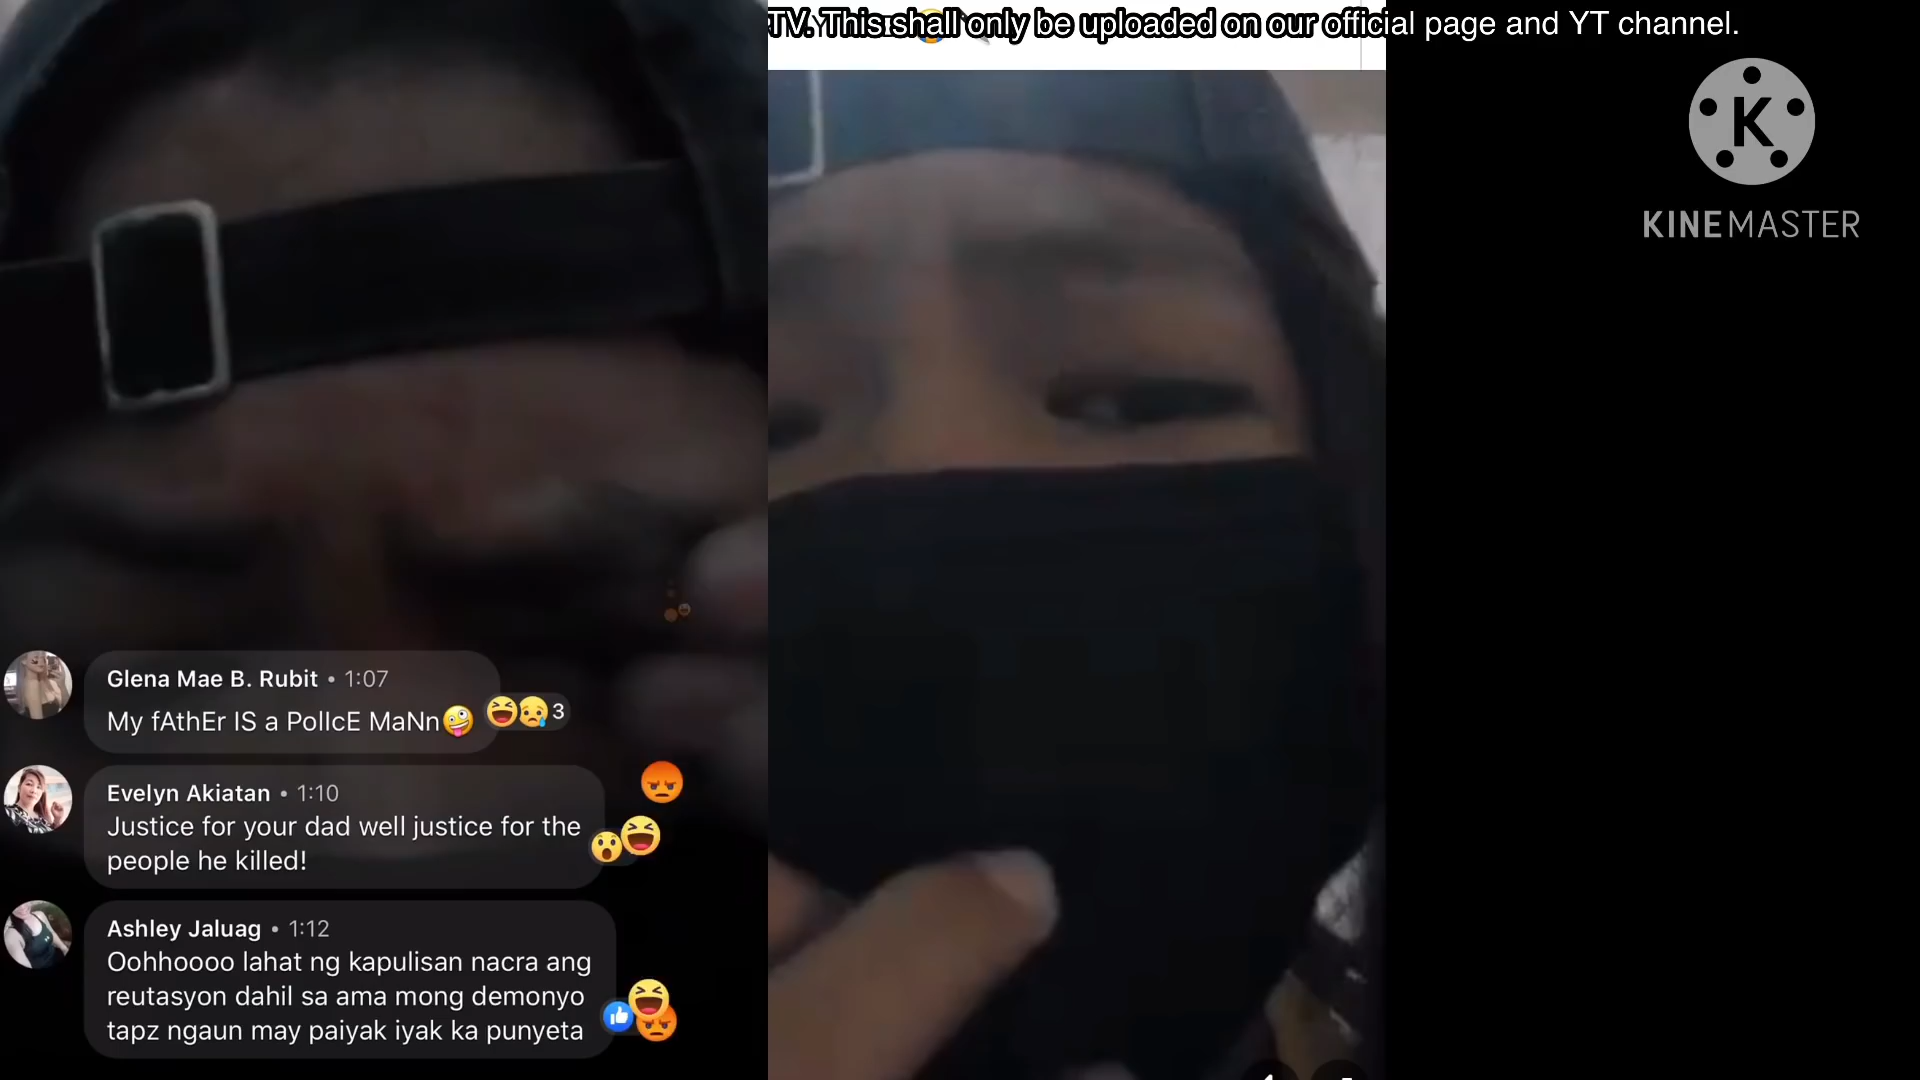 TV. This shall only be uploaded on our official page and YT channel.
K
KINEMASTER
Glena Mae B. Rubit • 1:07
My fAthEr IS a PolIcE MaNn🤪
3
Evelyn Akiatan • 1:10
Justice for your dad well justice for the
people he killed!
Ashley Jaluag • 1:12
Oohhoooo lahat ng kapulisan nacra ang
reutasyon dahil sa ama mong demonyo
tapz ngaun may paiyak iyak ka punyeta